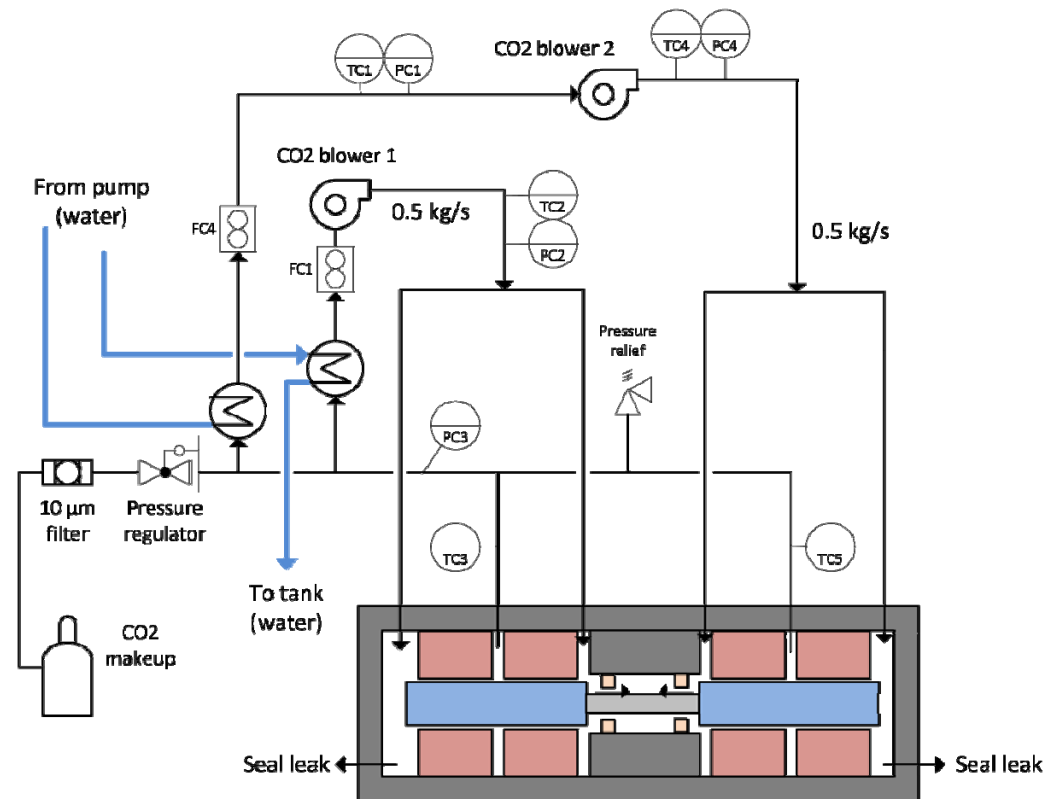 TC1
PC1
CO2 blower 2
TC4
PC4
CO2 blower 1
From pump
(water)
FC4
0.5 kg/s
TC2
PC2
0.5 kg/s
FC1
Pressure
relief
PC3
10 µm
filter
Pressure
regulator
TC3
TC5
To tank
(water)
CO2
makeup
Seal leak
Seal leak